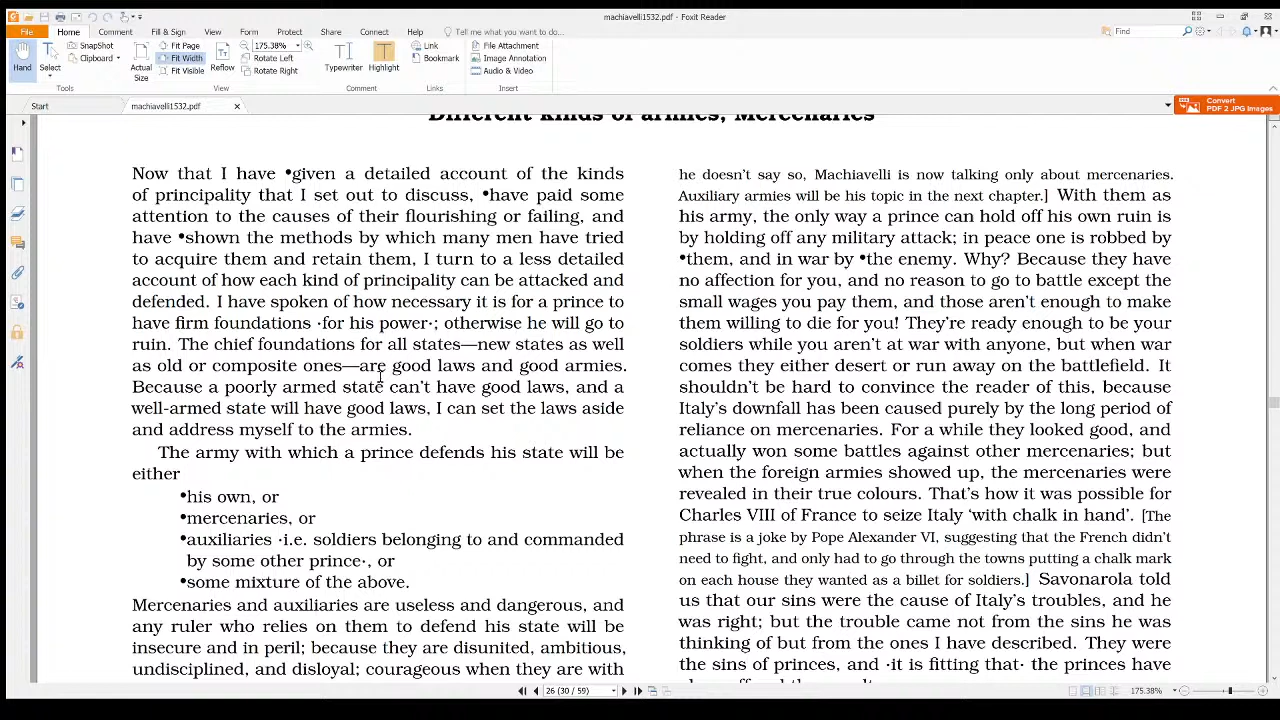 machiavelli1532.pdf - Foxit Reader
File Home Comment Fill & Sign View Form Protect Share Connect Help Tell me what you want to do... Find
Hand
Select
SnapShot
Clipboard
Tools
Actual Size
Fit Page
Fit Width
Fit Visible
Reflow
175.38%
Rotate Left
Rotate Right
View
Typewriter
Highlight
Comment
Link
Bookmark
Links
File Attachment
Image Annotation
Audio & Video
Insert
Start machiavelli1532.pdf
Convert
PDF 2 JPG Images
Different kinds of armies; Mercenaries
Now that I have •given a detailed account of the kinds
of principality that I set out to discuss, •have paid some
attention to the causes of their flourishing or failing, and
have •shown the methods by which many men have tried
to acquire them and retain them, I turn to a less detailed
account of how each kind of principality can be attacked and
defended. I have spoken of how necessary it is for a prince to
have firm foundations ·for his power·; otherwise he will go to
ruin. The chief foundations for all states—new states as well
as old or composite ones—are good laws and good armies.
Because a poorly armed state can't have good laws, and a
well-armed state will have good laws, I can set the laws aside
and address myself to the armies.
The army with which a prince defends his state will be
either
•his own, or
•mercenaries, or
•auxiliaries ·i.e. soldiers belonging to and commanded
by some other prince·, or
•some mixture of the above.
Mercenaries and auxiliaries are useless and dangerous, and
any ruler who relies on them to defend his state will be
insecure and in peril; because they are disunited, ambitious,
undisciplined, and disloyal; courageous when they are with
he doesn't say so, Machiavelli is now talking only about mercenaries.
Auxiliary armies will be his topic in the next chapter.] With them as
his army, the only way a prince can hold off his own ruin is
by holding off any military attack; in peace one is robbed by
•them, and in war by •the enemy. Why? Because they have
no affection for you, and no reason to go to battle except the
small wages you pay them, and those aren't enough to make
them willing to die for you! They're ready enough to be your
soldiers while you aren't at war with anyone, but when war
comes they either desert or run away on the battlefield. It
shouldn't be hard to convince the reader of this, because
Italy's downfall has been caused purely by the long period of
reliance on mercenaries. For a while they looked good, and
actually won some battles against other mercenaries; but
when the foreign armies showed up, the mercenaries were
revealed in their true colours. That's how it was possible for
Charles VIII of France to seize Italy 'with chalk in hand'. [The
phrase is a joke by Pope Alexander VI, suggesting that the French didn't
need to fight, and only had to go through the towns putting a chalk mark
on each house they wanted as a billet for soldiers.] Savonarola told
us that our sins were the cause of Italy's troubles, and he
was right; but the trouble came not from the sins he was
thinking of but from the ones I have described. They were
the sins of princes, and ·it is fitting that· the princes have
26 (30 / 59)
175.38%